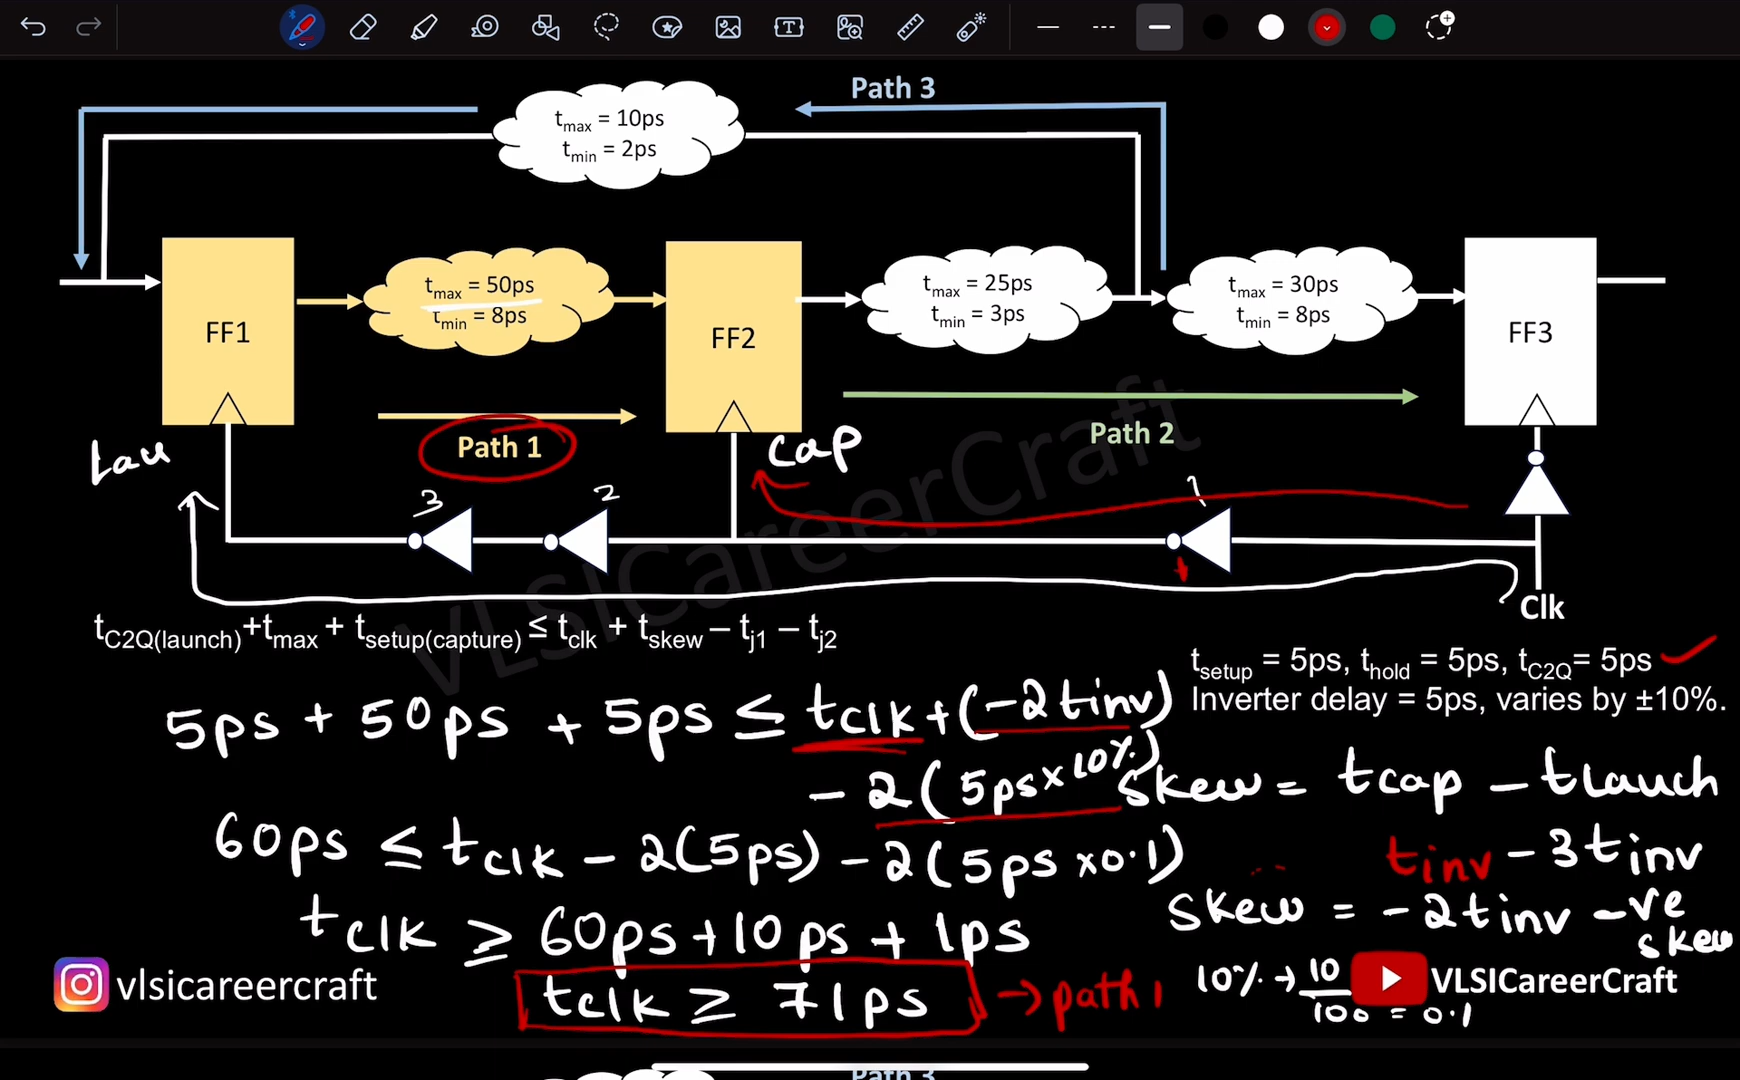 Path 3
tmax = 10ps
tmin = 2ps
tmax = 50ps
tmin = 8ps
tmax = 25ps
tmin = 3ps
tmax = 30ps
tmin = 8ps
FF1
FF2
FF3
Lau
Path 1
Cap
Path 2
3
2
1
Clk
VLSICareerCraft
tC2Q(launch)+tmax + tsetup(capture) ≤ tclk + tskew – tj1 – tj2
tsetup = 5ps, thold = 5ps, tC2Q= 5ps
Inverter delay = 5ps, varies by ±10%.
5ps + 50ps + 5ps ≤ tclk + (-2tinv)
- 2(5ps×10%)
skew = tcap - tlauch
60ps ≤ tclk - 2(5ps) - 2(5ps×0.1)
tinv - 3tinv
skew = -2tinv -ve skew
tclk ≥ 60ps + 10ps + 1ps
tclk ≥ 71ps → path 1
10% → 10/100 = 0.1
vlsicareercraft
VLSICareerCraft
Path 3